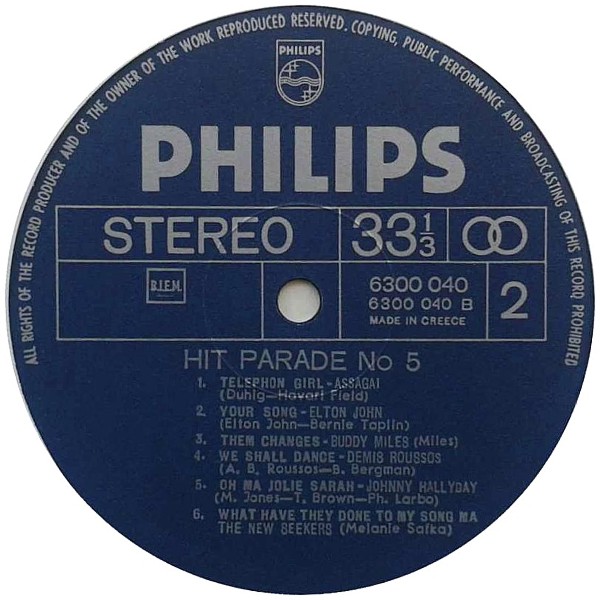 ALL RIGHTS OF THE RECORD PRODUCER AND OF THE OWNER OF THE WORK REPRODUCED RESERVED. COPYING, PUBLIC PERFORMANCE AND BROADCASTING OF THIS RECORD PROHIBITED
PHILIPS
PHILIPS
STEREO 33 1/3
B.I.E.M. 6300 040
6300 040 B
MADE IN GREECE
2
HIT PARADE No 5
1. TELEPHON GIRL-ASSAGAI
(Duhig-Havart Field)
2. YOUR SONG-ELTON JOHN
(Elton John-Bernie Taplin)
3. THEM CHANGES-BUDDY MILES (Miles)
4. WE SHALL DANCE-DEMIS ROUSSOS
(A. B. Roussos-B. Bergman)
5. OH MA JOLIE SARAH-JOHNNY HALLYDAY
(M. Jones-T. Brown-Ph. Larbo)
6. WHAT HAVE THEY DONE TO MY SONG MA
THE NEW SEEKERS (Melanie Safka)